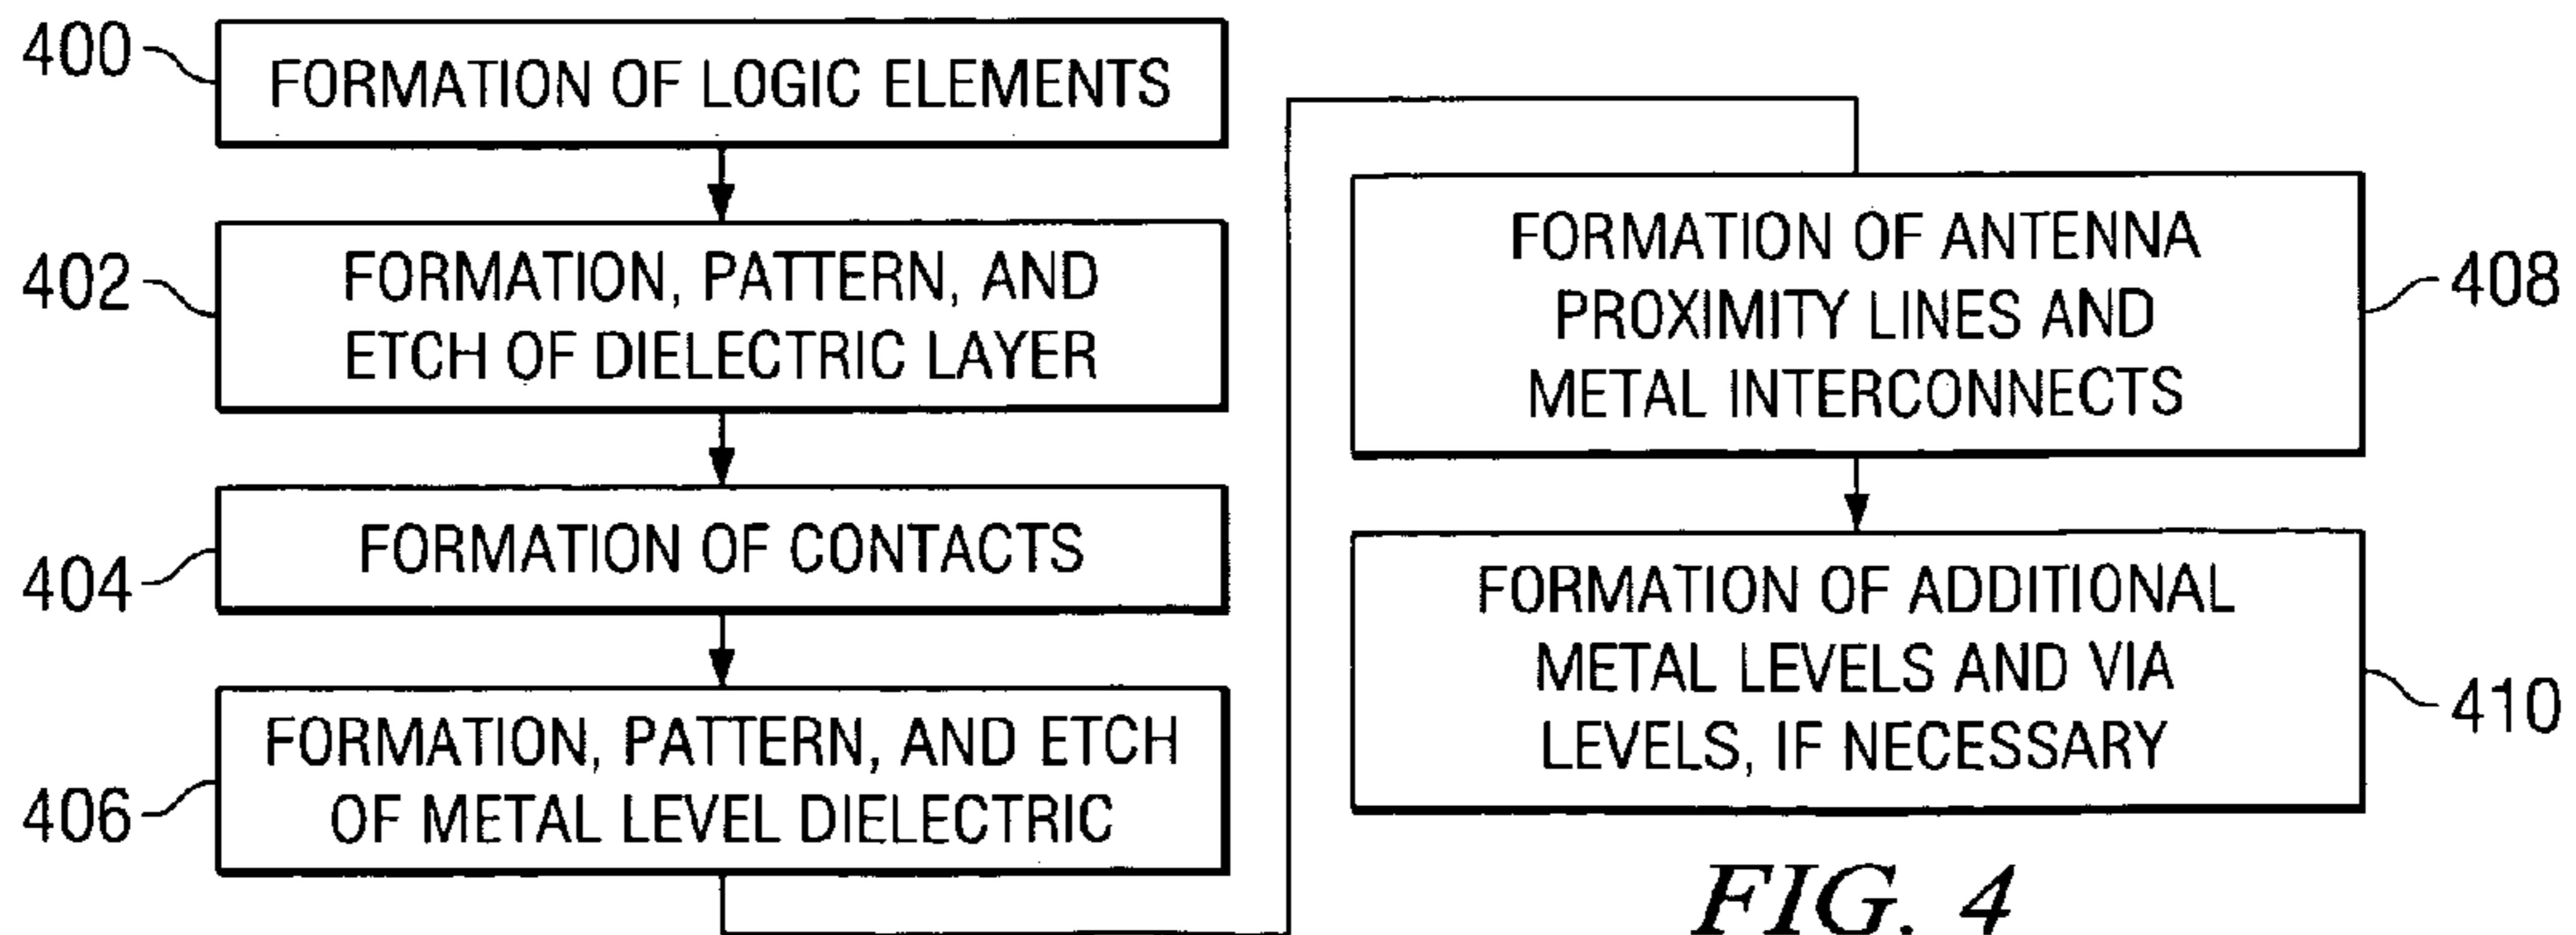 400
FORMATION OF LOGIC ELEMENTS
402
FORMATION, PATTERN, AND
ETCH OF DIELECTRIC LAYER
404
FORMATION OF CONTACTS
406
FORMATION, PATTERN, AND ETCH
OF METAL LEVEL DIELECTRIC
FORMATION OF ANTENNA
PROXIMITY LINES AND
METAL INTERCONNECTS
408
FORMATION OF ADDITIONAL
METAL LEVELS AND VIA
LEVELS, IF NECESSARY
410
FIG. 4